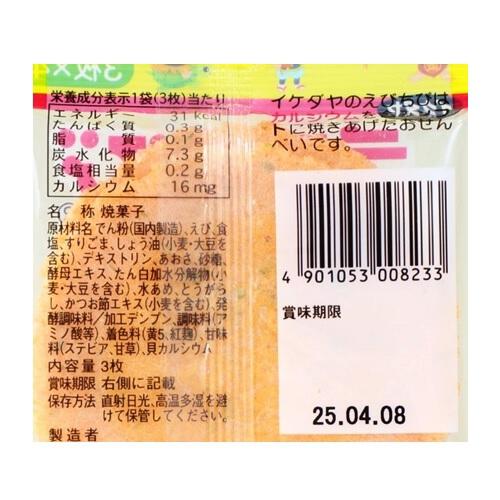 3枚×4
栄養成分表示1袋(3枚)当たり
エネルギー 31 kcal
たんぱく質 0.3g
脂質 0.1g
炭水化物 7.3g
食塩相当量 0.2g
カルシウム 16 mg
イケダヤのえびちびは
カルシウムを
トに焼きあげたおせん
べいです。
名称 焼菓子
原材料名 でん粉(国内製造)、えび、食
塩、すりごま、しょう油(小麦・大豆を
含む)、デキストリン、あおさ、砂糖、
酵母エキス、たん白加水分解物(小
麦・大豆を含む)、水あめ、とうがら
し、かつお節エキス(小麦を含む)、発
酵調味料/加工デンプン、調味料(ア
ミノ酸等)、着色料(黄5、紅麹)、甘味
料(ステビア、甘草)、貝カルシウム
内容量 3枚
賞味期限 右側に記載
保存方法 直射日光、高温多湿を避
けて保管してください。
製造者
4 901053 008233
賞味期限
25.04.08